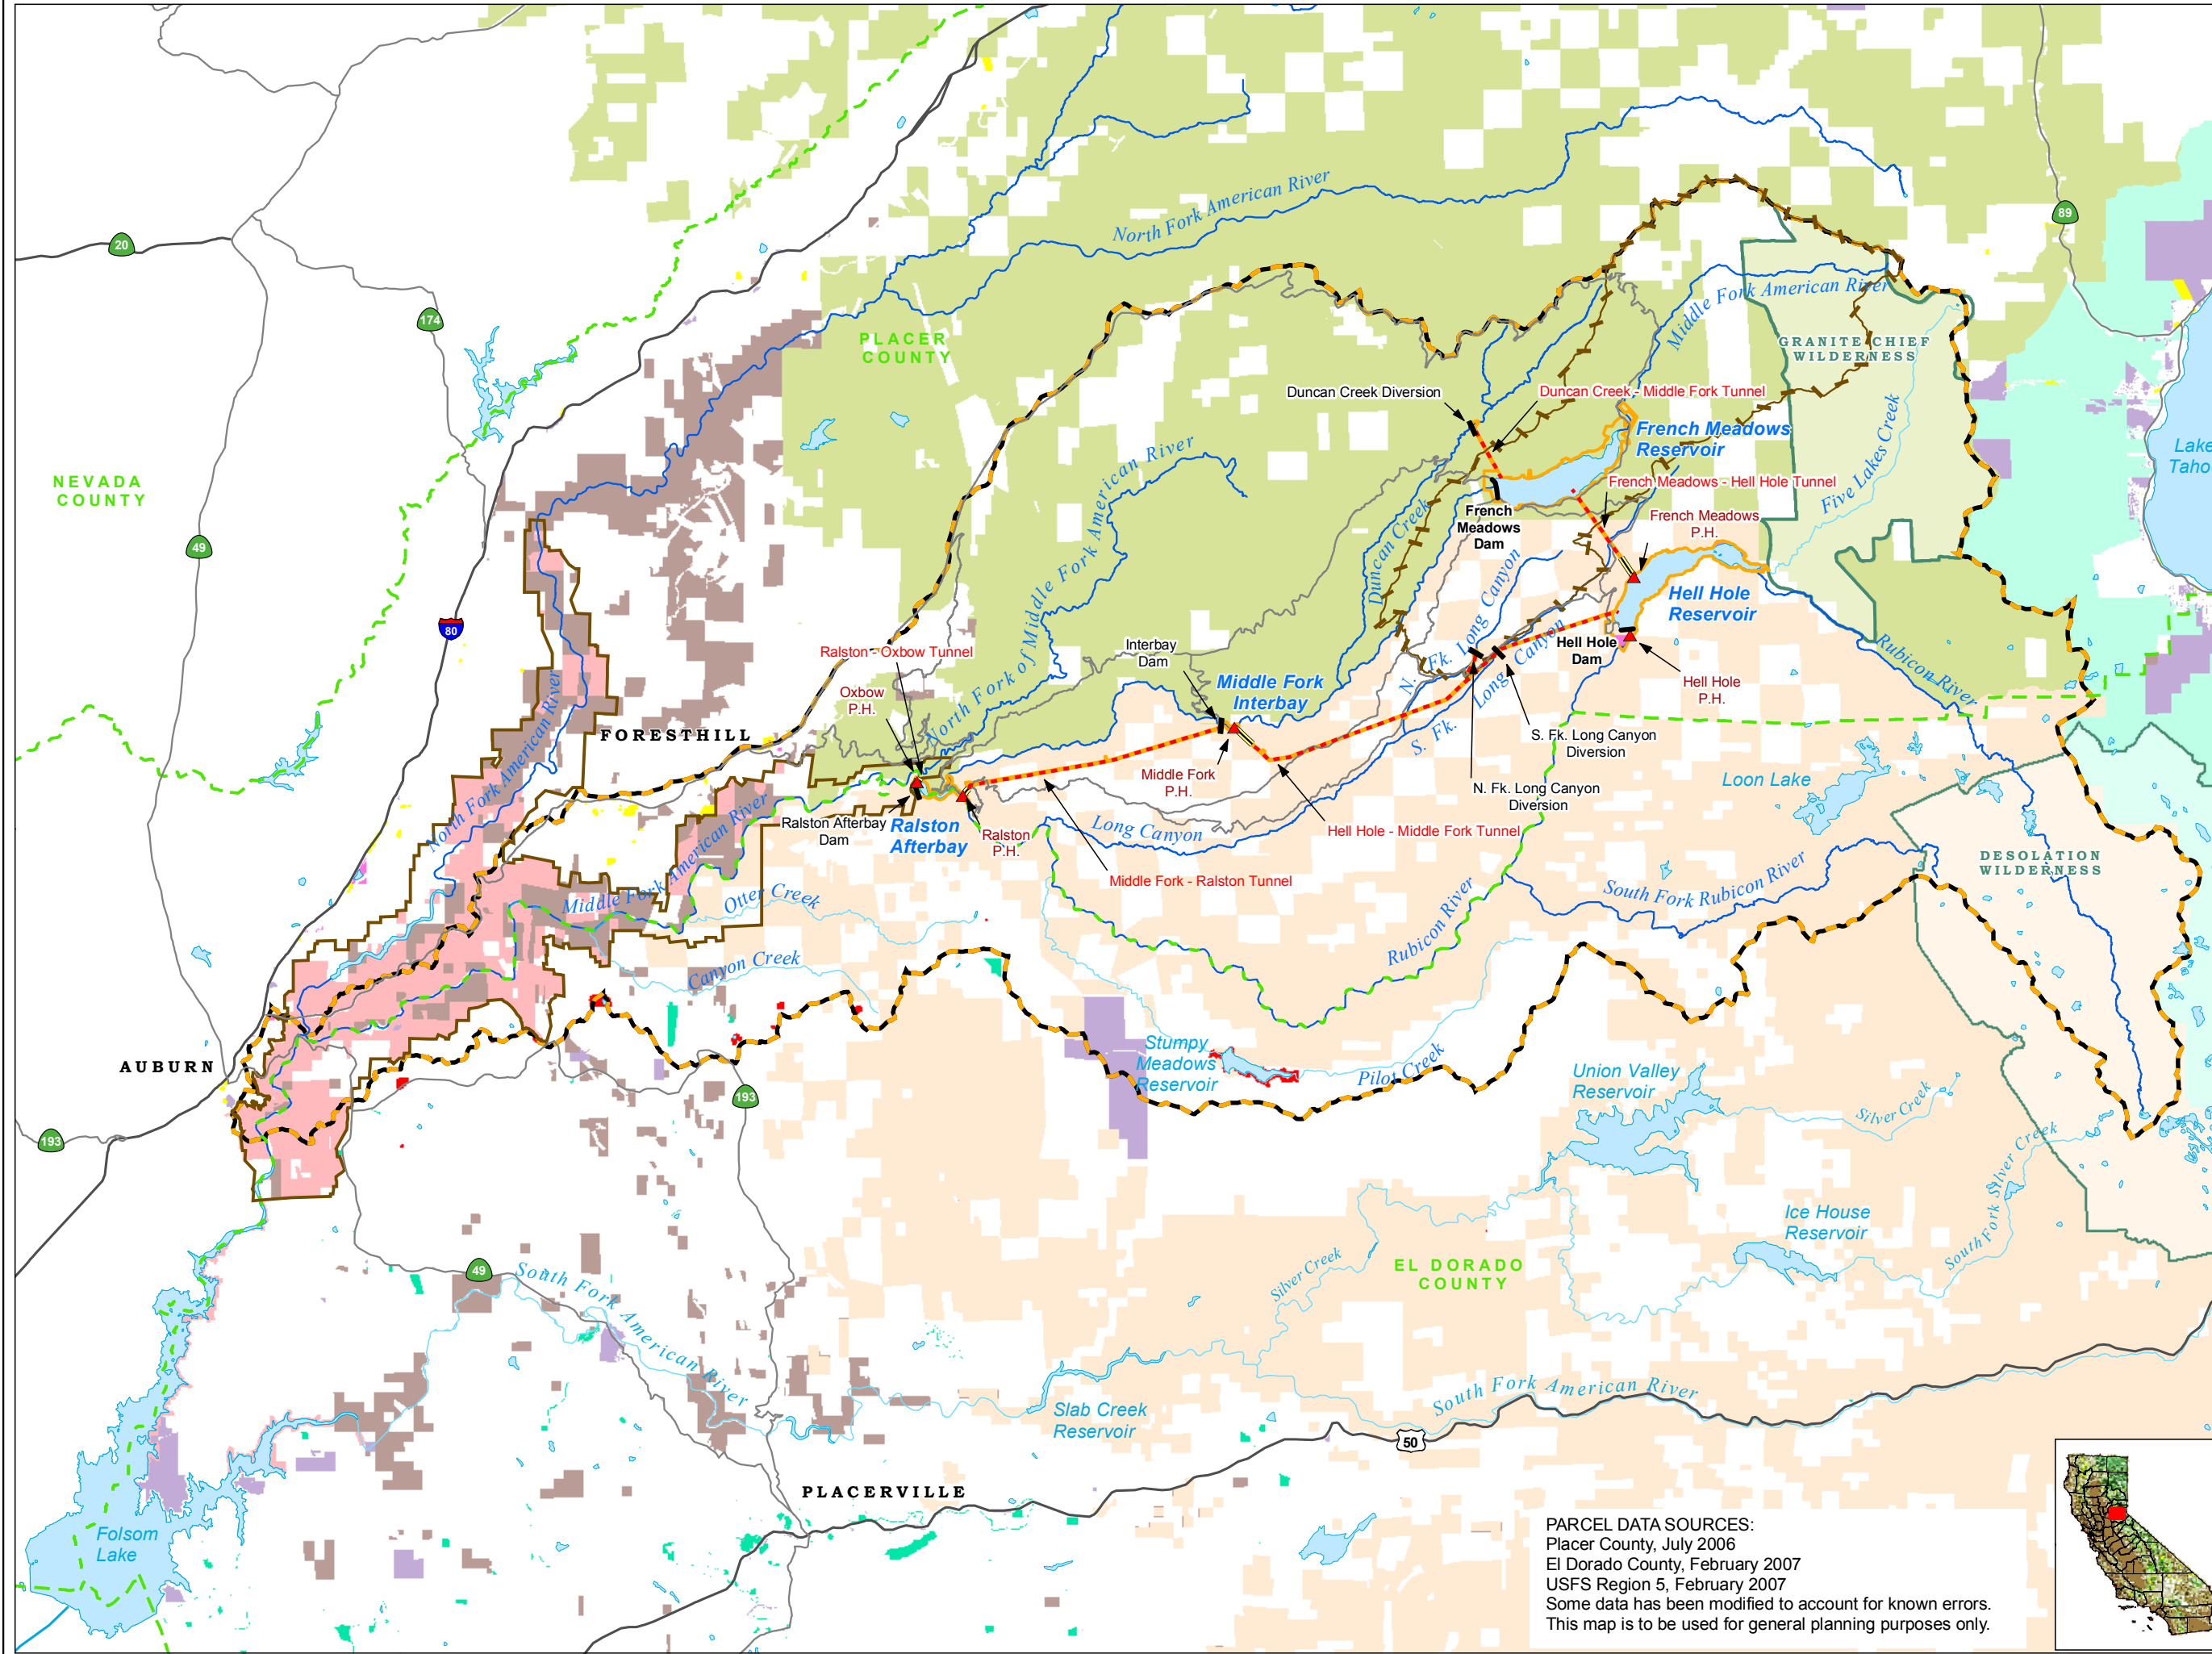 20
174
89
49
80
193
193
49
50
NEVADA
COUNTY
PLACER
COUNTY
EL DORADO
COUNTY
North Fork American River
Middle Fork American River
GRANITE CHIEF
WILDERNESS
Five Lakes Creek
Lake
Taho
Duncan Creek Diversion
Duncan Creek - Middle Fork Tunnel
French Meadows
Reservoir
French Meadows - Hell Hole Tunnel
French
Meadows
Dam
French Meadows
P.H.
Duncan Creek
North Fork of Middle Fork American River
N. Fk. Long Canyon
S. Fk. Long Canyon
Hell Hole
Reservoir
Hell Hole
Dam
Hell Hole
P.H.
Rubicon River
Interbay
Dam
Middle Fork
Interbay
Middle Fork
P.H.
S. Fk. Long Canyon
Diversion
N. Fk. Long Canyon
Diversion
Ralston - Oxbow Tunnel
Oxbow
P.H.
FORESTHILL
North Fork American River
North Fork American River
Ralston Afterbay
Dam
Ralston
Afterbay
Ralston
P.H.
Long Canyon
Hell Hole - Middle Fork Tunnel
Middle Fork - Ralston Tunnel
Loon Lake
DESOLATION
WILDERNESS
South Fork Rubicon River
Rubicon River
Middle Fork American River
Otter Creek
Canyon Creek
AUBURN
Stumpy
Meadows
Reservoir
Pilot Creek
Union Valley
Reservoir
Silver Creek
South Fork Silver Creek
Ice House
Reservoir
Silver Creek
South Fork American River
South Fork American River
Slab Creek
Reservoir
PLACERVILLE
Folsom
Lake
PARCEL DATA SOURCES:
Placer County, July 2006
El Dorado County, February 2007
USFS Region 5, February 2007
Some data has been modified to account for known errors.
This map is to be used for general planning purposes only.